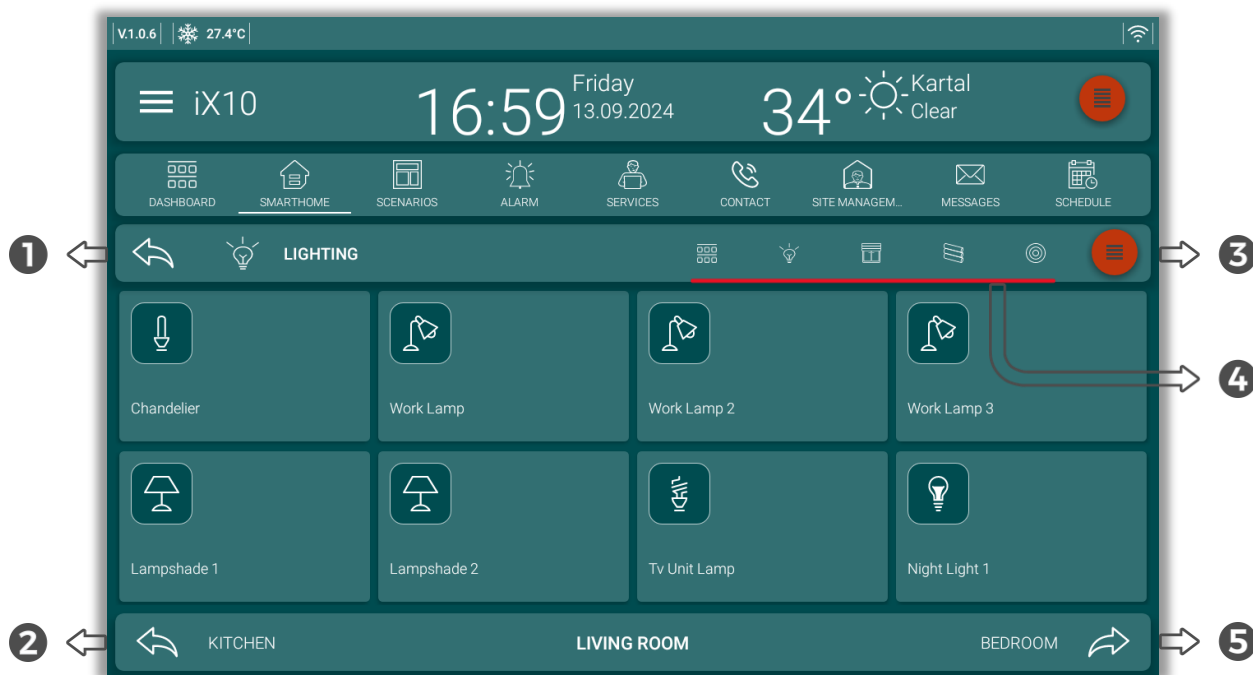 V.1.0.6 27.4°C
iX10 16:59 Friday 13.09.2024 34° Kartal Clear
DASHBOARD SMARTHOME SCENARIOS ALARM SERVICES CONTACT SITE MANAGEM... MESSAGES SCHEDULE
1 LIGHTING 3
Chandelier Work Lamp Work Lamp 2 Work Lamp 3
4
Lampshade 1 Lampshade 2 Tv Unit Lamp Night Light 1
2 KITCHEN LIVING ROOM BEDROOM 5